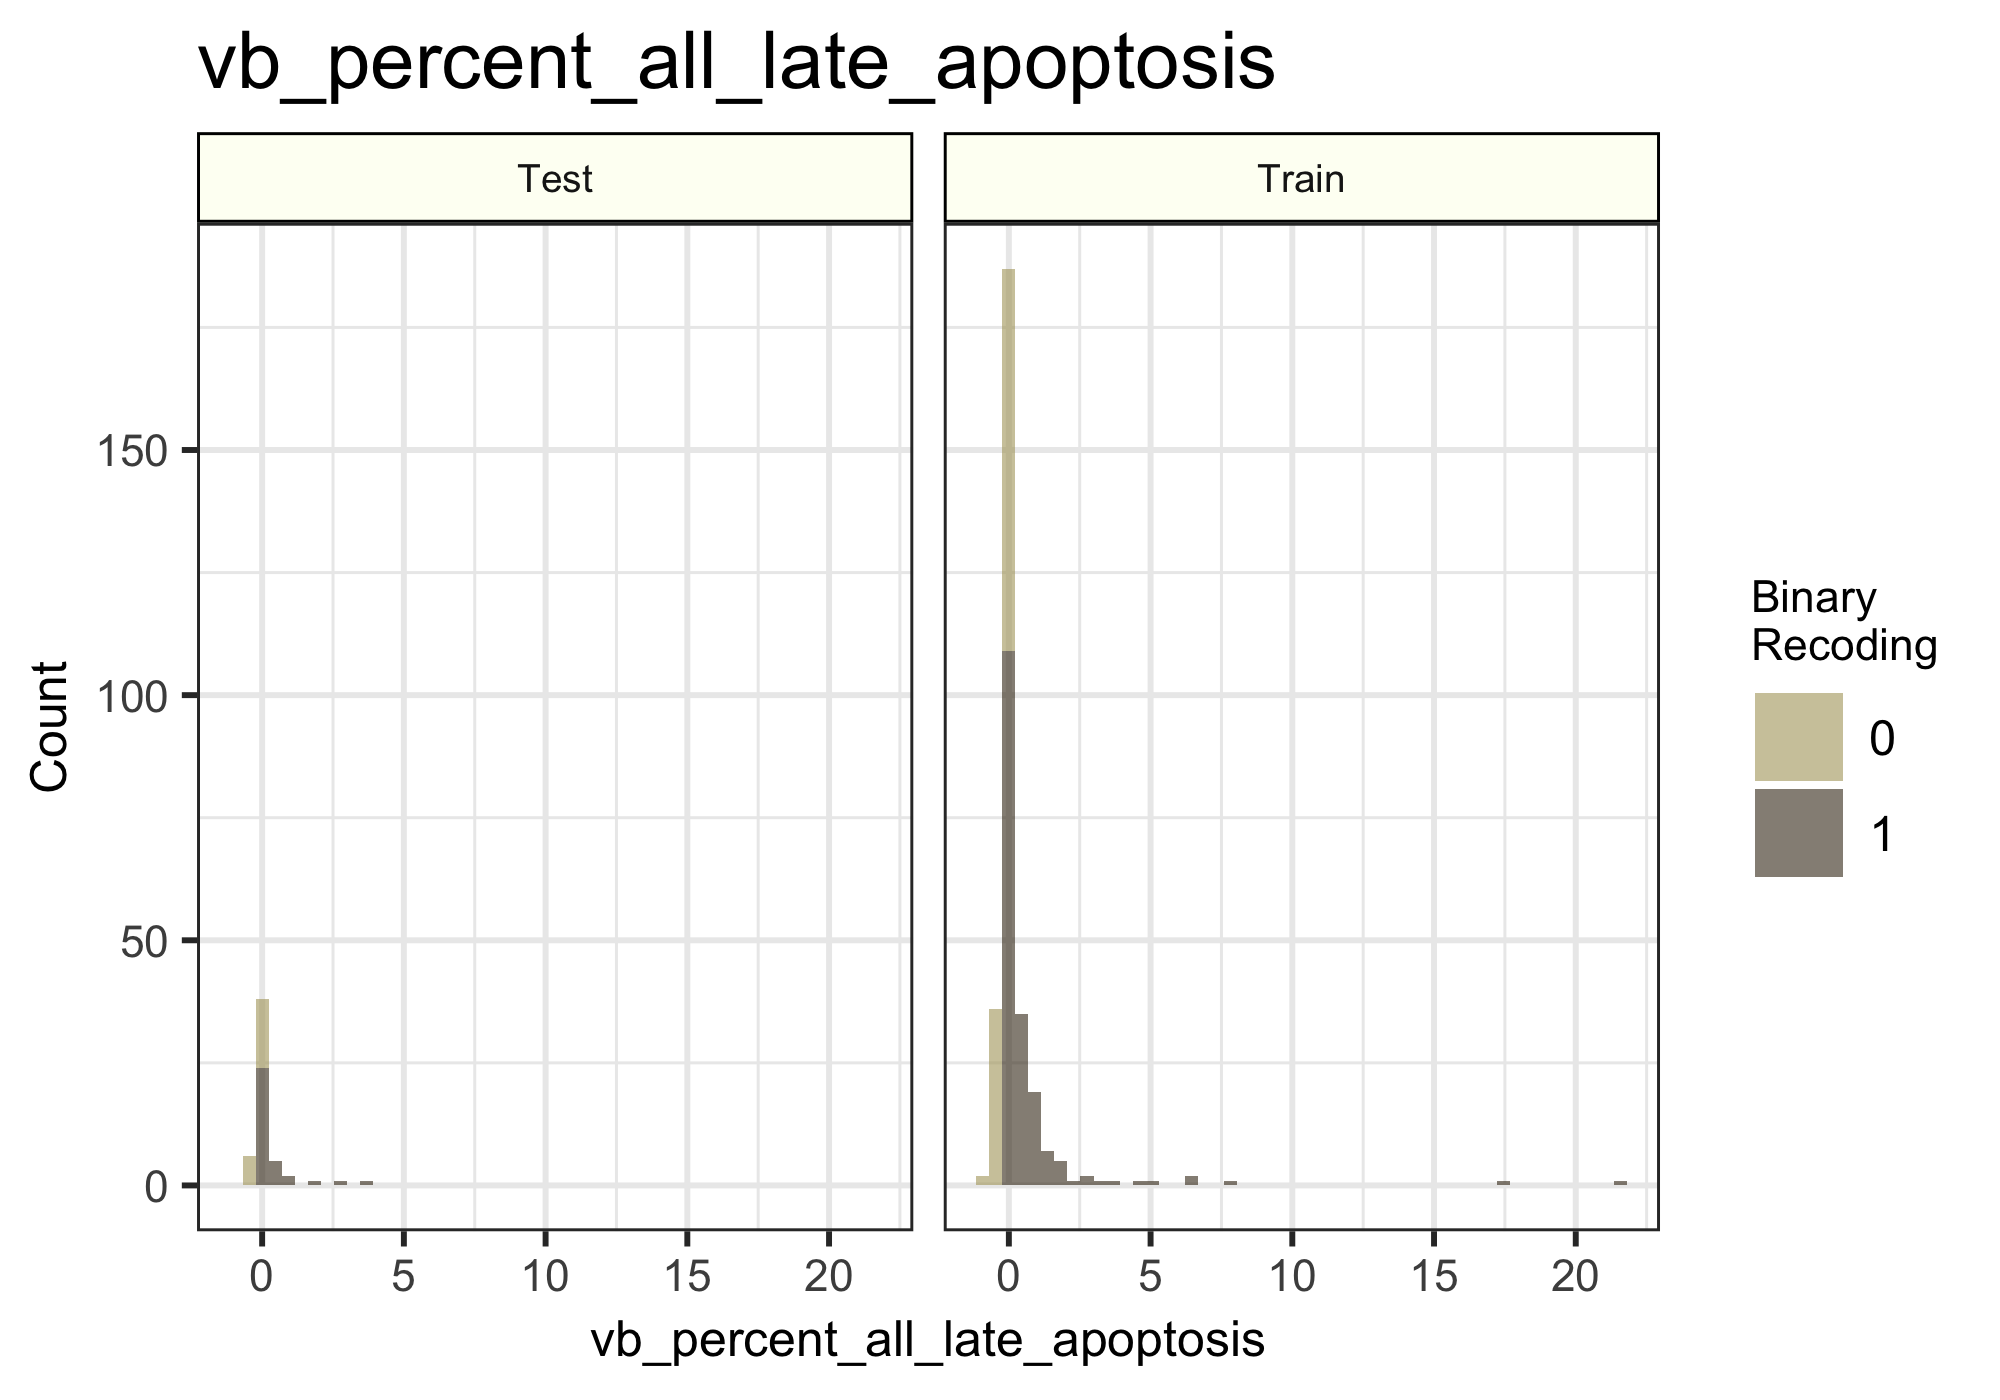 vb_percent_all_late_apoptosis
Test
Train
150
100
50
0
Count
0 5 10 15 20
0 5 10 15 20
vb_percent_all_late_apoptosis
Binary
Recoding
0
1